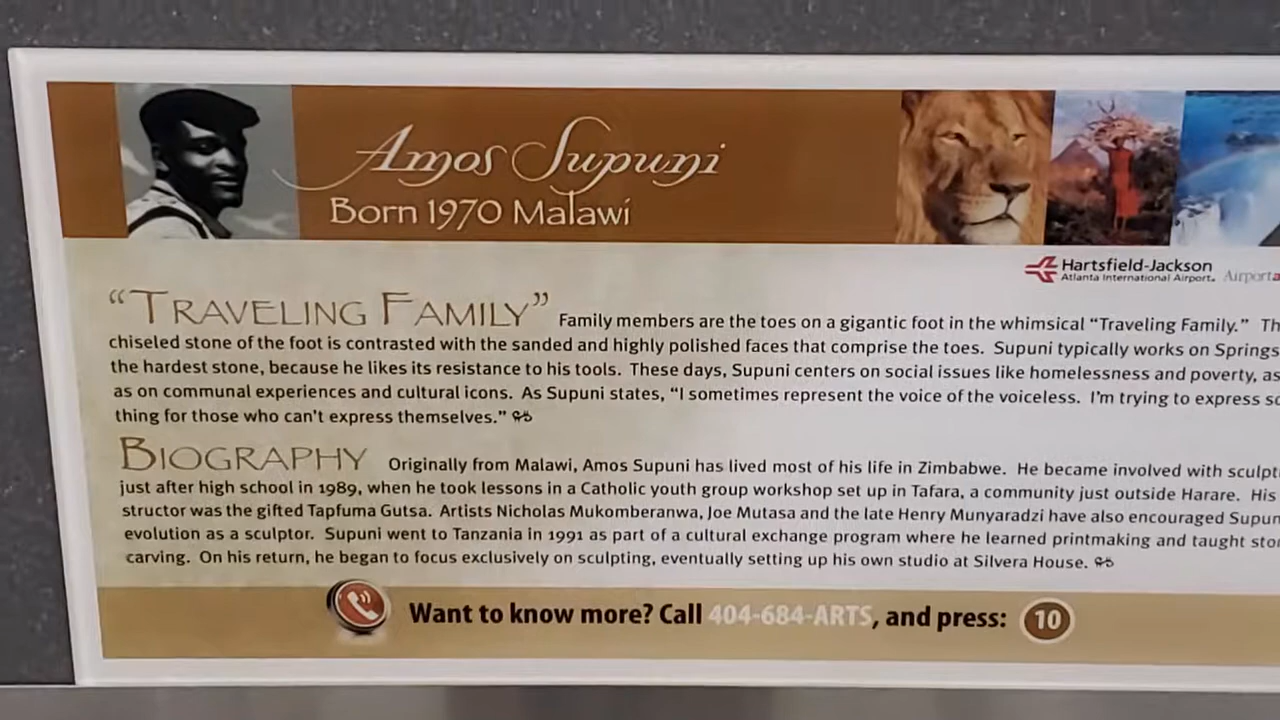 Amos Supuni
Born 1970 Malawi
Hartsfield-Jackson
Atlanta International Airport
"TRAVELING FAMILY" Family members are the toes on a gigantic foot in the whimsical "Traveling Family."
chiseled stone of the foot is contrasted with the sanded and highly polished faces that comprise the toes. Supuni typically works on
the hardest stone, because he likes its resistance to his tools. These days, Supuni centers on social issues like homelessness and poverty, as
as on communal experiences and cultural icons. As Supuni states, "I sometimes represent the voice of the voiceless. I'm trying to express
thing for those who can't express themselves."
BIOGRAPHY Originally from Malawi, Amos Supuni has lived most of his life in Zimbabwe. He became involved with
just after high school in 1989, when he took lessons in a Catholic youth group workshop set up in Tafara, a community just outside Harare. His
structor was the gifted Tapfuma Gutsa. Artists Nicholas Mukomberanwa, Joe Mutasa and the late Henry Munyaradzi have also encouraged
evolution as a sculptor. Supuni went to Tanzania in 1991 as part of a cultural exchange program where he learned printmaking and taught
carving. On his return, he began to focus exclusively on sculpting, eventually setting up his own studio at Silvera House.
Want to know more? Call 404-684-ARTS, and press: 10